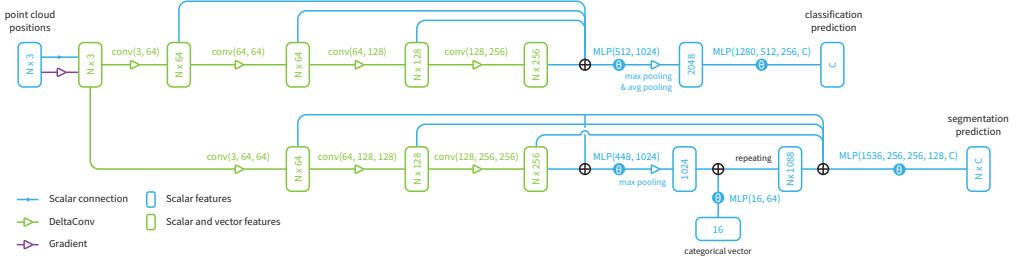 point cloud
positions
N x 3
N x 3
conv(3, 64)
N x 64
conv(64, 64)
N x 64
conv(64, 128)
N x 128
conv(128, 256)
N x 256
MLP(512, 1024)
max pooling
& avg pooling
2048
MLP(1280, 512, 256, C)
classification
prediction
C
conv(3, 64, 64)
N x 64
conv(64, 128, 128)
N x 128
conv(128, 256, 256)
N x 256
MLP(448, 1024)
max pooling
1024
repeating
MLP(16, 64)
16
categorical vector
Nx1088
MLP(1536, 256, 256, 128, C)
segmentation
prediction
N x C
Scalar connection
DeltaConv
Gradient
Scalar features
Scalar and vector features